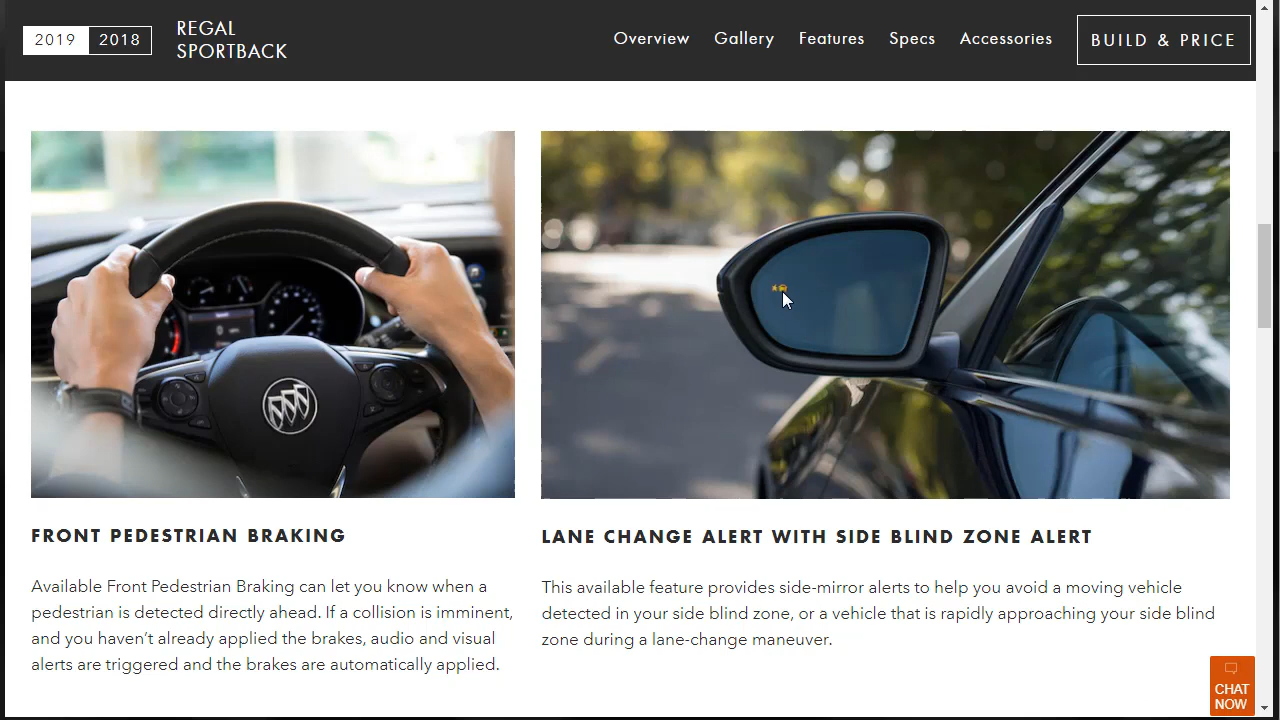 2019 2018
REGAL
SPORTBACK
Overview Gallery Features Specs Accessories BUILD & PRICE
FRONT PEDESTRIAN BRAKING
Available Front Pedestrian Braking can let you know when a
pedestrian is detected directly ahead. If a collision is imminent,
and you haven’t already applied the brakes, audio and visual
alerts are triggered and the brakes are automatically applied.
LANE CHANGE ALERT WITH SIDE BLIND ZONE ALERT
This available feature provides side-mirror alerts to help you avoid a moving vehicle
detected in your side blind zone, or a vehicle that is rapidly approaching your side blind
zone during a lane-change maneuver.
CHAT
NOW